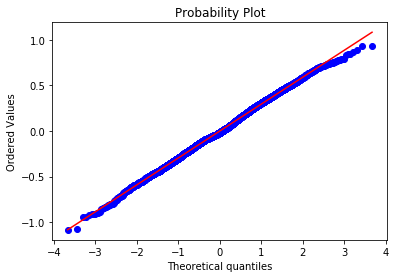 Probability Plot
Ordered Values
1.0
0.5
0.0
−0.5
−1.0
−4 −3 −2 −1 0 1 2 3 4
Theoretical quantiles